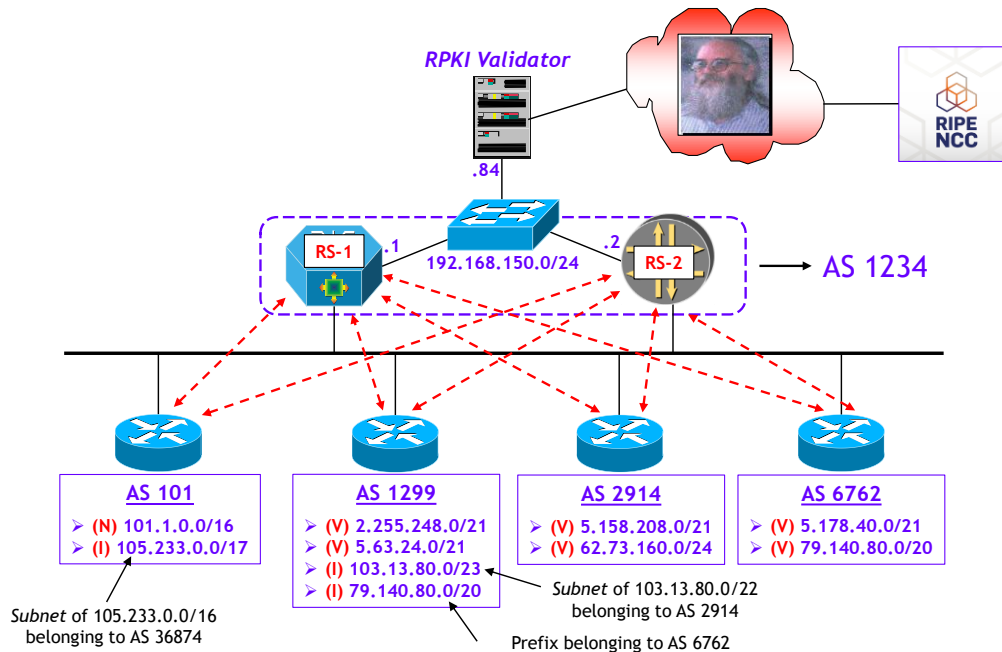 RPKI Validator
RIPE
NCC
.84
RS-1
.1
.2
RS-2
192.168.150.0/24
AS 1234
AS 101
➢ (N) 101.1.0.0/16
➢ (I) 105.233.0.0/17
AS 1299
➢ (V) 2.255.248.0/21
➢ (V) 5.63.24.0/21
➢ (I) 103.13.80.0/23
➢ (I) 79.140.80.0/20
AS 2914
➢ (V) 5.158.208.0/21
➢ (V) 62.73.160.0/24
AS 6762
➢ (V) 5.178.40.0/21
➢ (V) 79.140.80.0/20
Subnet of 105.233.0.0/16
belonging to AS 36874
Subnet of 103.13.80.0/22
belonging to AS 2914
Prefix belonging to AS 6762